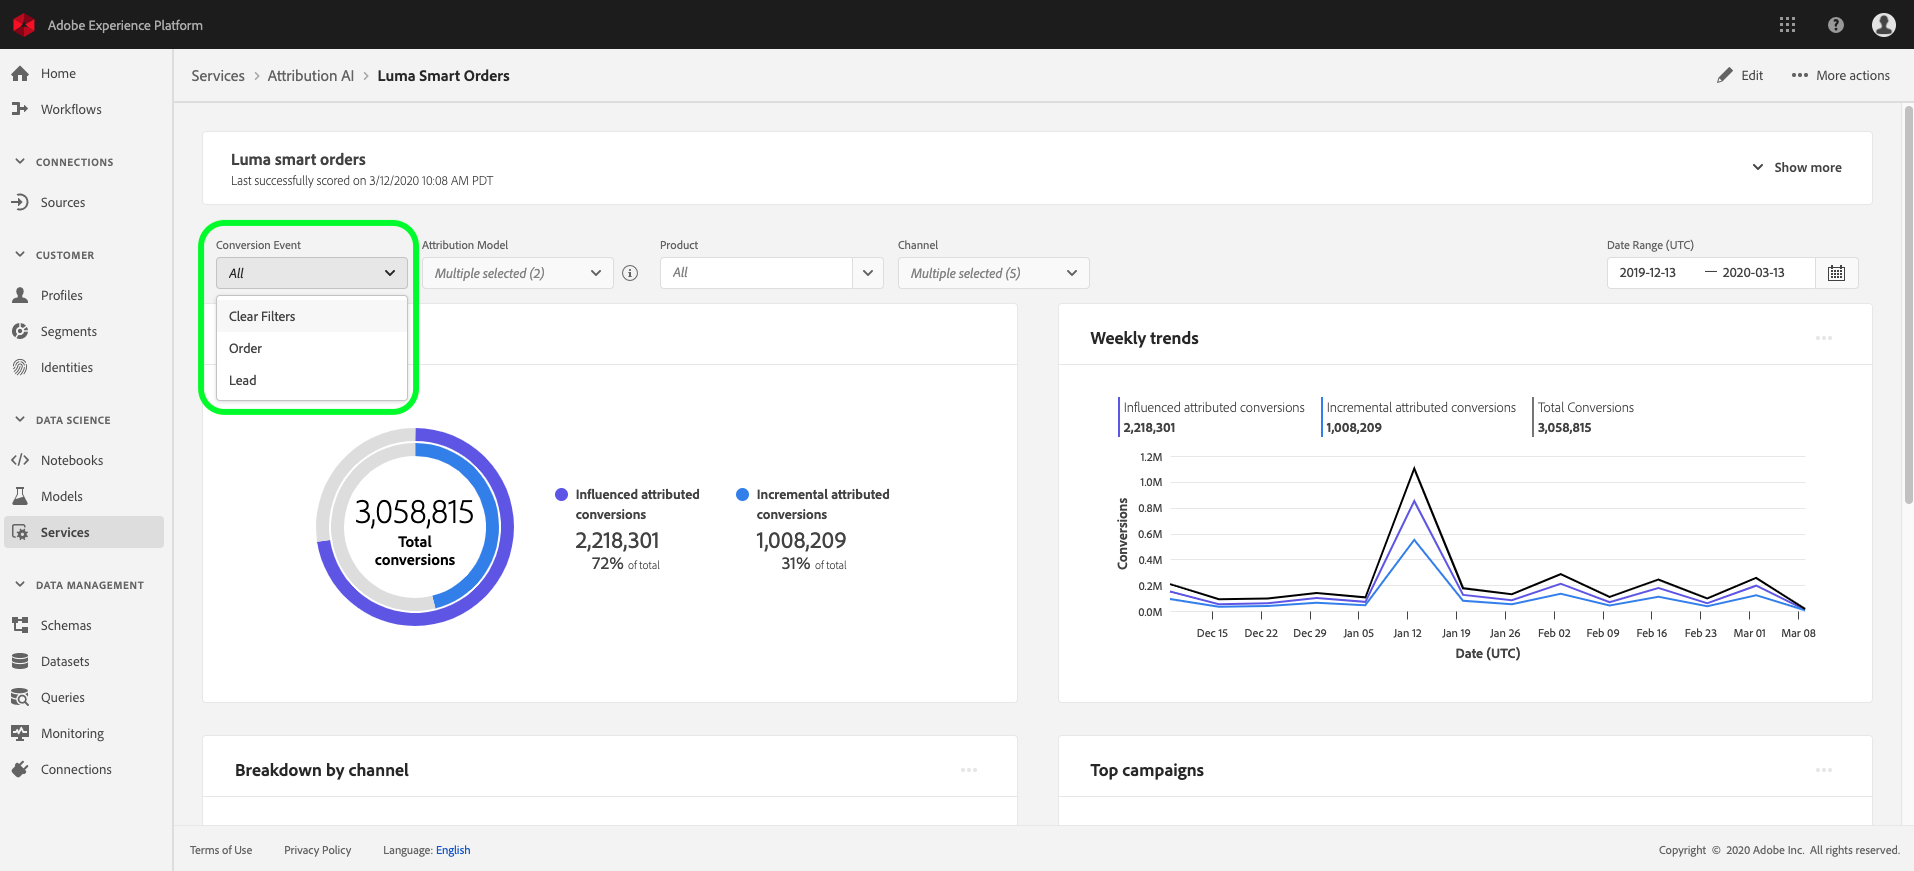 Adobe Experience Platform
Home
Workflows
CONNECTIONS
Sources
CUSTOMER
Profiles
Segments
Identities
DATA SCIENCE
Notebooks
Models
Services
DATA MANAGEMENT
Schemas
Datasets
Queries
Monitoring
Connections
Services > Attribution AI > Luma Smart Orders
Edit
More actions
Luma smart orders
Last successfully scored on 3/12/2020 10:08 AM PDT
Show more
Conversion Event
All
Clear Filters
Order
Lead
Attribution Model
Multiple selected (2)
Product
All
Channel
Multiple selected (5)
Date Range (UTC)
2019-12-13 — 2020-03-13
3,058,815
Total
conversions
Influenced attributed
conversions
2,218,301
72% of total
Incremental attributed
conversions
1,008,209
31% of total
Weekly trends
Influenced attributed conversions
2,218,301
Incremental attributed conversions
1,008,209
Total Conversions
3,058,815
Conversions
1.2M
1.0M
0.8M
0.6M
0.4M
0.2M
0.0M
Dec 15 Dec 22 Dec 29 Jan 05 Jan 12 Jan 19 Jan 26 Feb 02 Feb 09 Feb 16 Feb 23 Mar 01 Mar 08
Date (UTC)
Breakdown by channel
Top campaigns
Terms of Use Privacy Policy Language: English
Copyright © 2020 Adobe Inc. All rights reserved.